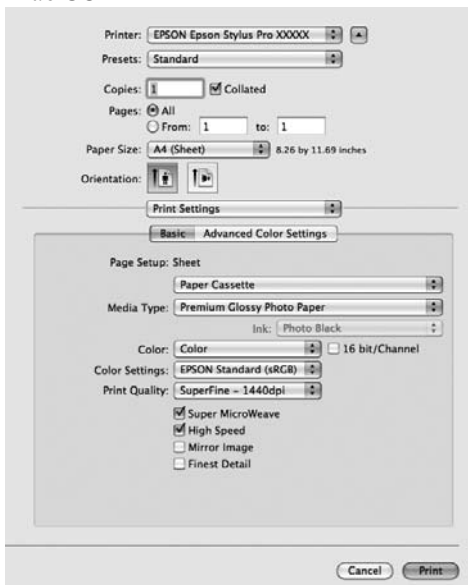 Printer: EPSON Epson Stylus Pro XXXXX
Presets: Standard
Copies: 1 Collated
Pages: All
From: 1 to: 1
Paper Size: A4 (Sheet) 8.26 by 11.69 inches
Orientation:
Print Settings
Basic Advanced Color Settings
Page Setup: Sheet
Paper Cassette
Media Type: Premium Glossy Photo Paper
Ink: Photo Black
Color: Color 16 bit/Channel
Color Settings: EPSON Standard (sRGB)
Print Quality: SuperFine – 1440dpi
Super MicroWeave
High Speed
Mirror Image
Finest Detail
Cancel Print